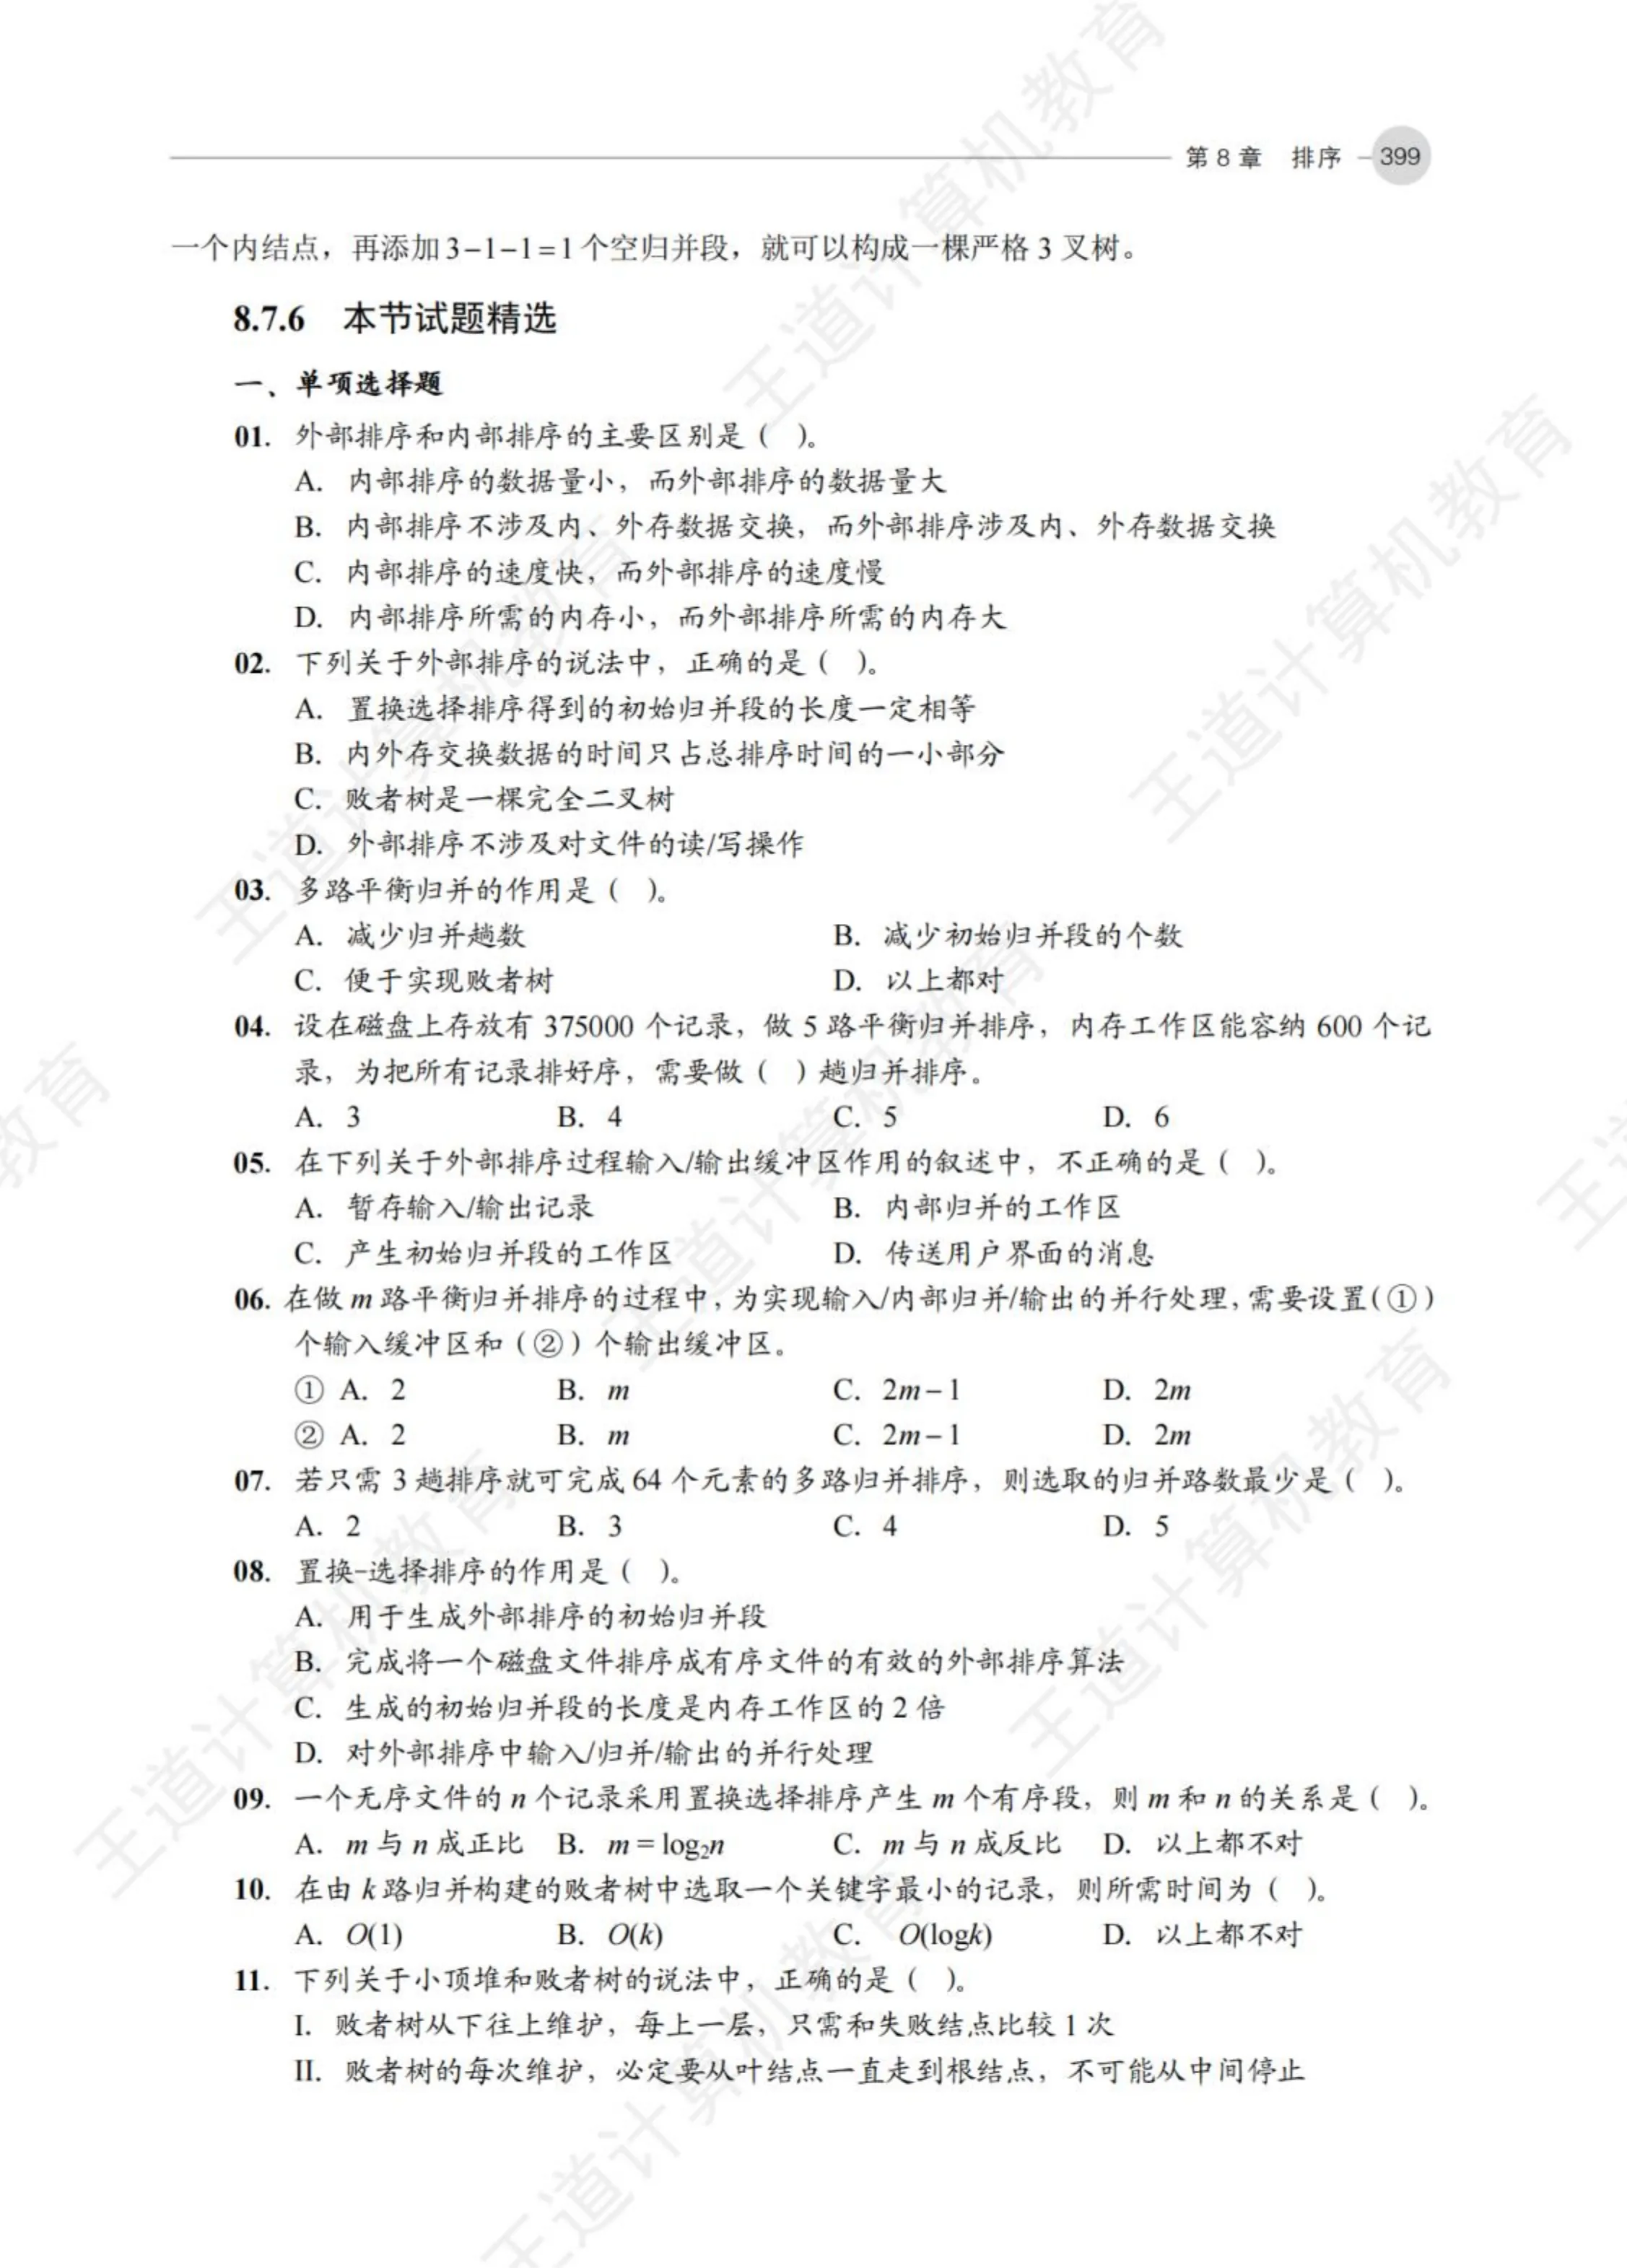 第 8 章 排序 399
一个内结点，再添加3−1−1=1个空归并段，就可以构成一棵严格 3 叉树。
8.7.6 本节试题精选
一、单项选择题
01. 外部排序和内部排序的主要区别是（ ）。
A. 内部排序的数据量小，而外部排序的数据量大
B. 内部排序不涉及内、外存数据交换，而外部排序涉及内、外存数据交换
C. 内部排序的速度快，而外部排序的速度慢
D. 内部排序所需的内存小，而外部排序所需的内存大
02. 下列关于外部排序的说法中，正确的是（ ）。
A. 置换选择排序得到的初始归并段的长度一定相等
B. 内外存交换数据的时间只占总排序时间的一小部分
C. 败者树是一棵完全二叉树
D. 外部排序不涉及对文件的读/写操作
03. 多路平衡归并的作用是（ ）。
A. 减少归并趟数 B. 减少初始归并段的个数
C. 便于实现败者树 D. 以上都对
04. 设在磁盘上存放有 375000 个记录，做 5 路平衡归并排序，内存工作区能容纳 600 个记
录，为把所有记录排好序，需要做（ ）趟归并排序。
A. 3 B. 4 C. 5 D. 6
05. 在下列关于外部排序过程输入/输出缓冲区作用的叙述中，不正确的是（ ）。
A. 暂存输入/输出记录 B. 内部归并的工作区
C. 产生初始归并段的工作区 D. 传送用户界面的消息
06. 在做 m 路平衡归并排序的过程中，为实现输入/内部归并/输出的并行处理，需要设置（①）
个输入缓冲区和（②）个输出缓冲区。
① A. 2 B. m C. 2m−1 D. 2m
② A. 2 B. m C. 2m−1 D. 2m
07. 若只需 3 趟排序就可完成 64 个元素的多路归并排序，则选取的归并路数最少是（ ）。
A. 2 B. 3 C. 4 D. 5
08. 置换-选择排序的作用是（ ）。
A. 用于生成外部排序的初始归并段
B. 完成将一个磁盘文件排序成有序文件的有效的外部排序算法
C. 生成的初始归并段的长度是内存工作区的 2 倍
D. 对外部排序中输入/归并/输出的并行处理
09. 一个无序文件的 n 个记录采用置换选择排序产生 m 个有序段，则 m 和 n 的关系是（ ）。
A. m 与 n 成正比 B. m = log₂n C. m 与 n 成反比 D. 以上都不对
10. 在由 k 路归并构建的败者树中选取一个关键字最小的记录，则所需时间为（ ）。
A. O(1) B. O(k) C. O(logk) D. 以上都不对
11. 下列关于小顶堆和败者树的说法中，正确的是（ ）。
I. 败者树从下往上维护，每上一层，只需和失败结点比较 1 次
II. 败者树的每次维护，必定要从叶结点一直走到根结点，不可能从中间停止
王道计算机教育